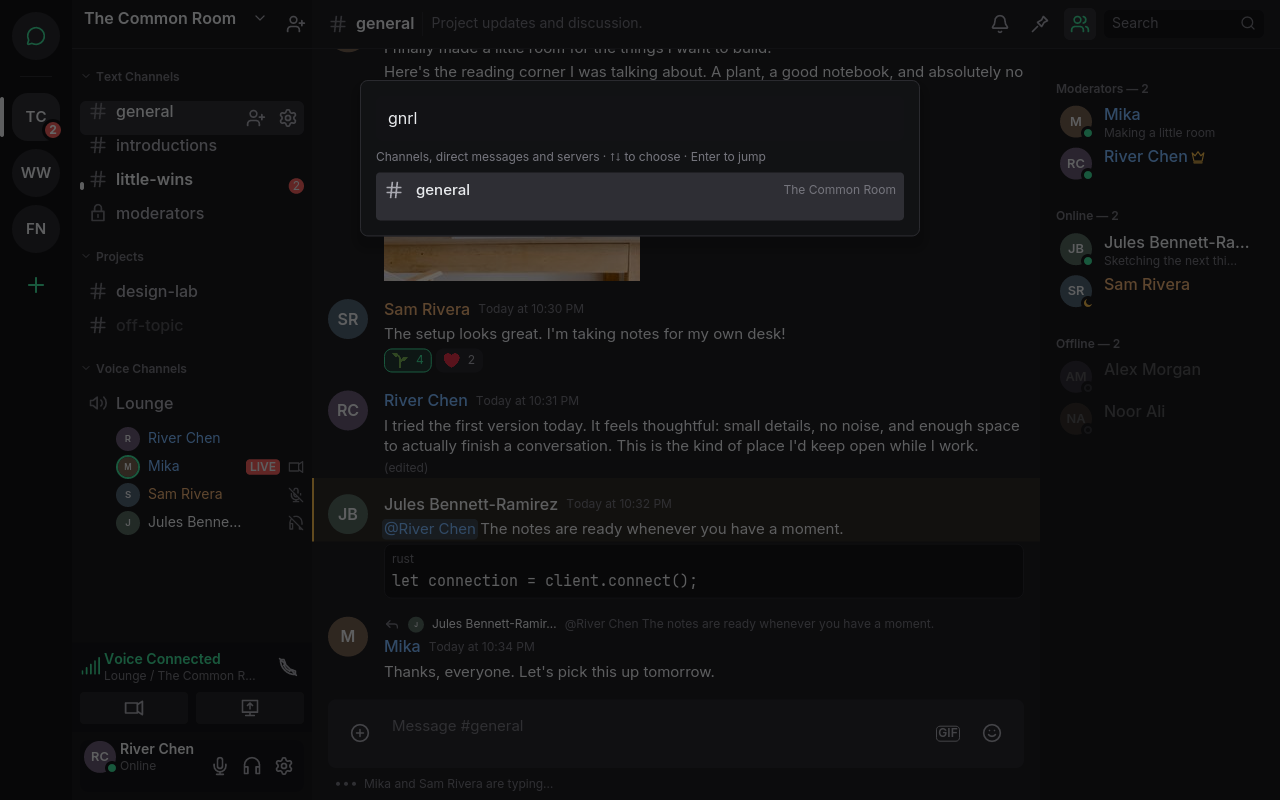 The Common Room
# general
Project updates and discussion.
Search
TC
2
WW
FN
Text Channels
general
introductions
little-wins
2
moderators
Projects
design-lab
off-topic
Voice Channels
Lounge
R
River Chen
M
Mika
LIVE
S
Sam Rivera
J
Jules Benne...
Voice Connected
Lounge / The Common R...
RC
River Chen
Online
I finally made a little room for the things I want to build.
Here's the reading corner I was talking about. A plant, a good notebook, and absolutely no
gnrl
Channels, direct messages and servers · ↑↓ to choose · Enter to jump
# general
The Common Room
SR
Sam Rivera
Today at 10:30 PM
The setup looks great. I'm taking notes for my own desk!
4
2
RC
River Chen
Today at 10:31 PM
I tried the first version today. It feels thoughtful: small details, no noise, and enough space
to actually finish a conversation. This is the kind of place I'd keep open while I work.
(edited)
JB
Jules Bennett-Ramirez
Today at 10:32 PM
@River Chen The notes are ready whenever you have a moment.
rust
let connection = client.connect();
J
Jules Bennett-Ramir...
@River Chen The notes are ready whenever you have a moment.
M
Mika
Today at 10:34 PM
Thanks, everyone. Let's pick this up tomorrow.
Message #general
GIF
Mika and Sam Rivera are typing...
Moderators — 2
M
Mika
Making a little room
RC
River Chen
Online — 2
JB
Jules Bennett-Ra...
Sketching the next thi...
SR
Sam Rivera
Offline — 2
AM
Alex Morgan
NA
Noor Ali